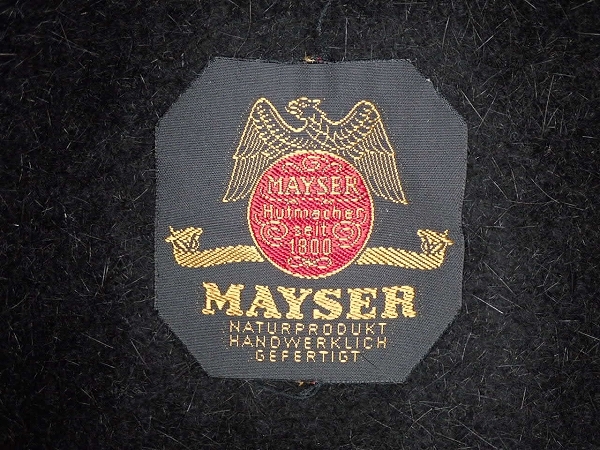 MAYSER
Hutmacher
seit
1800
MAYSER
NATURPRODUKT
HANDWERKLICH
GEFERTIGT